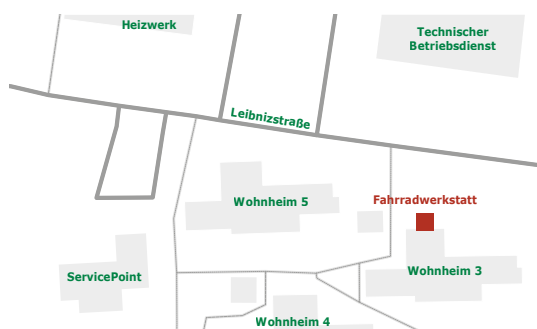 Heizwerk
Technischer
Betriebsdienst
Leibnizstraße
Wohnheim 5
Fahrradwerkstatt
ServicePoint
Wohnheim 3
Wohnheim 4